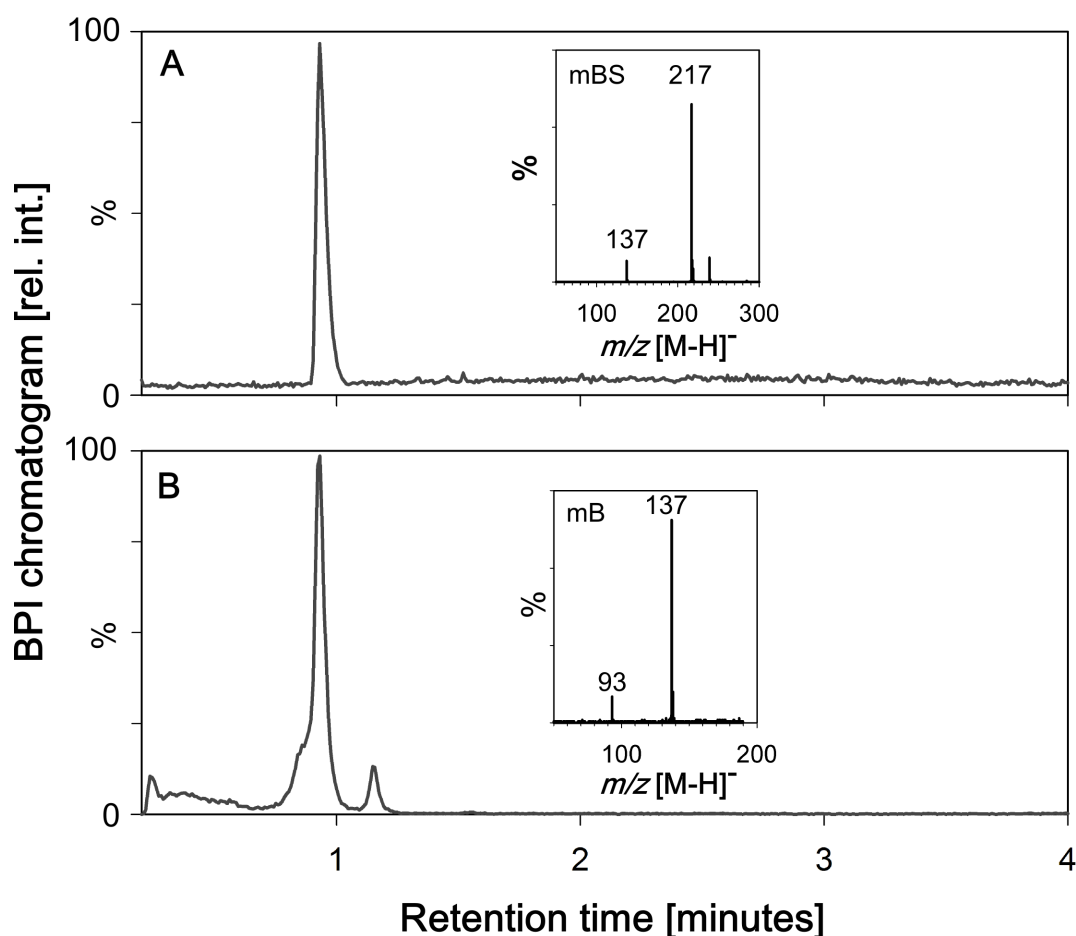 BPI chromatogram [rel. int.]
100
A
%
0
mBS
217
137
%
100 200 300
m/z [M-H]⁻
100
B
%
0
mB
137
93
%
100 200
m/z [M-H]⁻
1 2 3 4
Retention time [minutes]